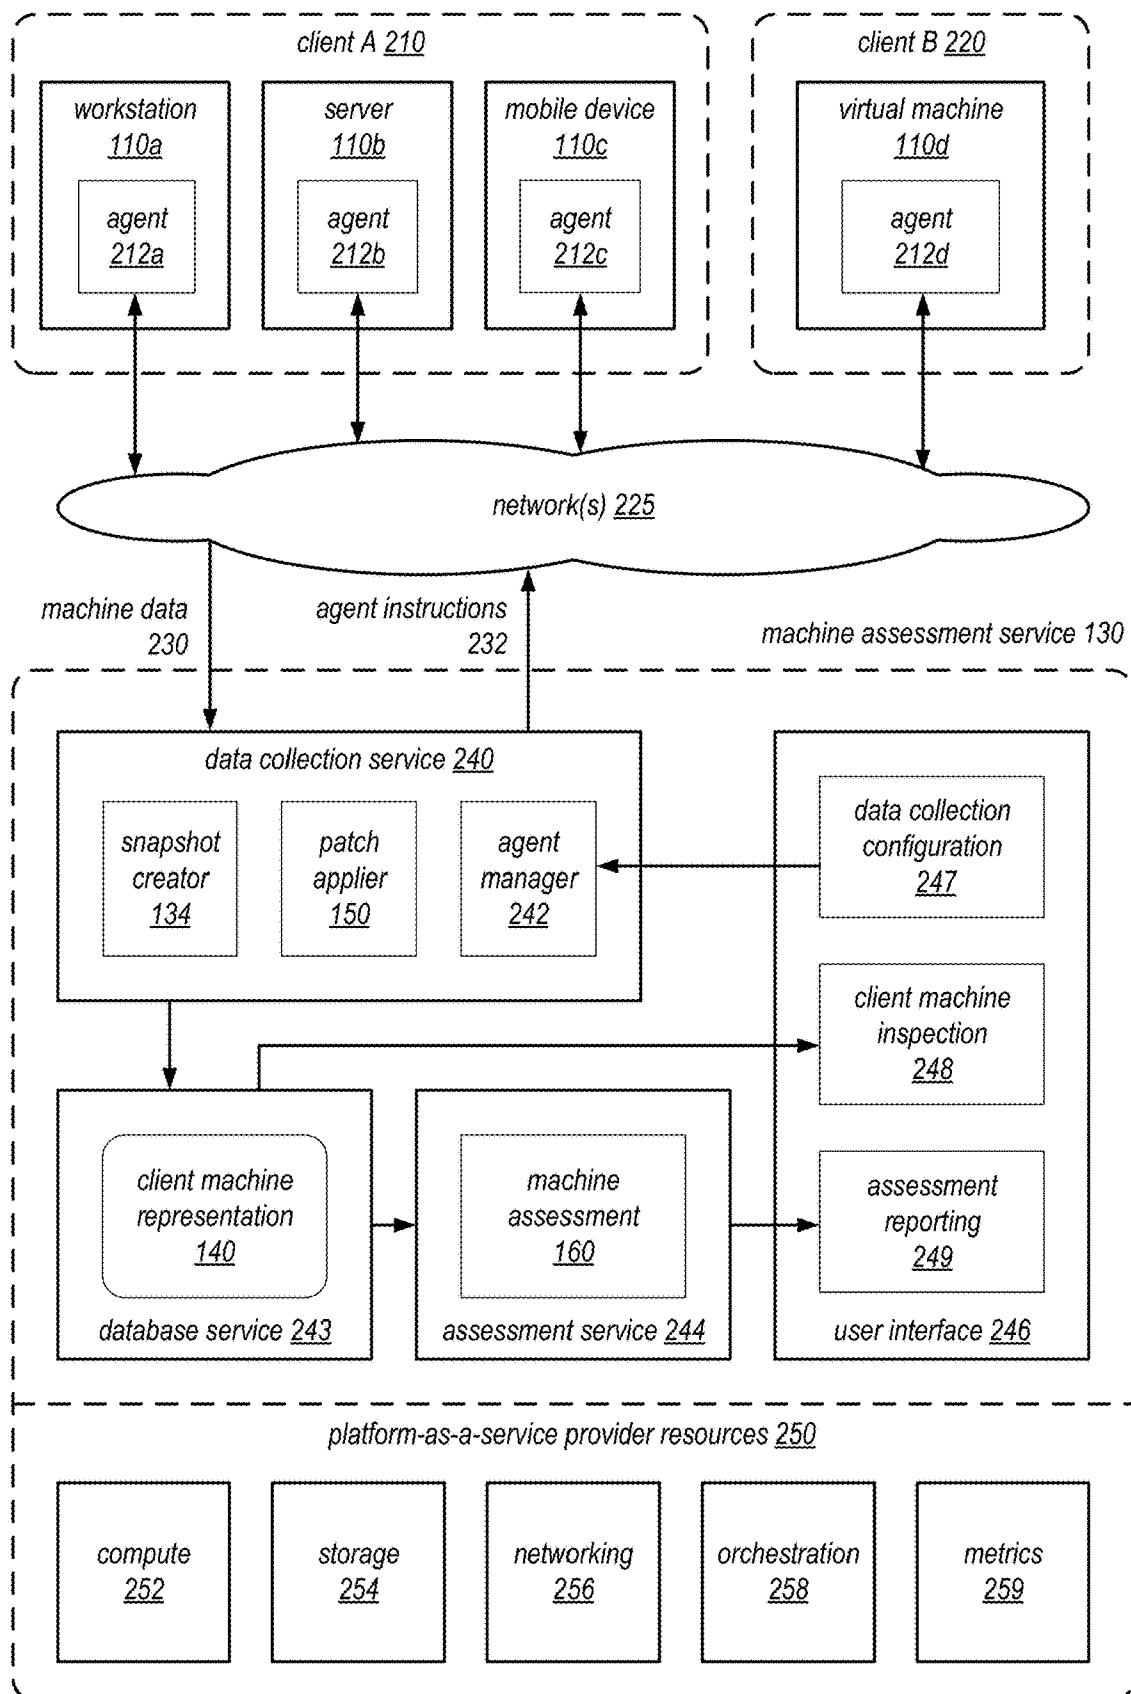 client A 210
client B 220
workstation
110a
server
110b
mobile device
110c
virtual machine
110d
agent
212a
agent
212b
agent
212c
agent
212d
network(s) 225
machine data
230
agent instructions
232
machine assessment service 130
data collection service 240
snapshot
creator
134
patch
applier
150
agent
manager
242
data collection
configuration
247
client machine
inspection
248
client machine
representation
140
machine
assessment
160
assessment
reporting
249
database service 243
assessment service 244
user interface 246
platform-as-a-service provider resources 250
compute
252
storage
254
networking
256
orchestration
258
metrics
259